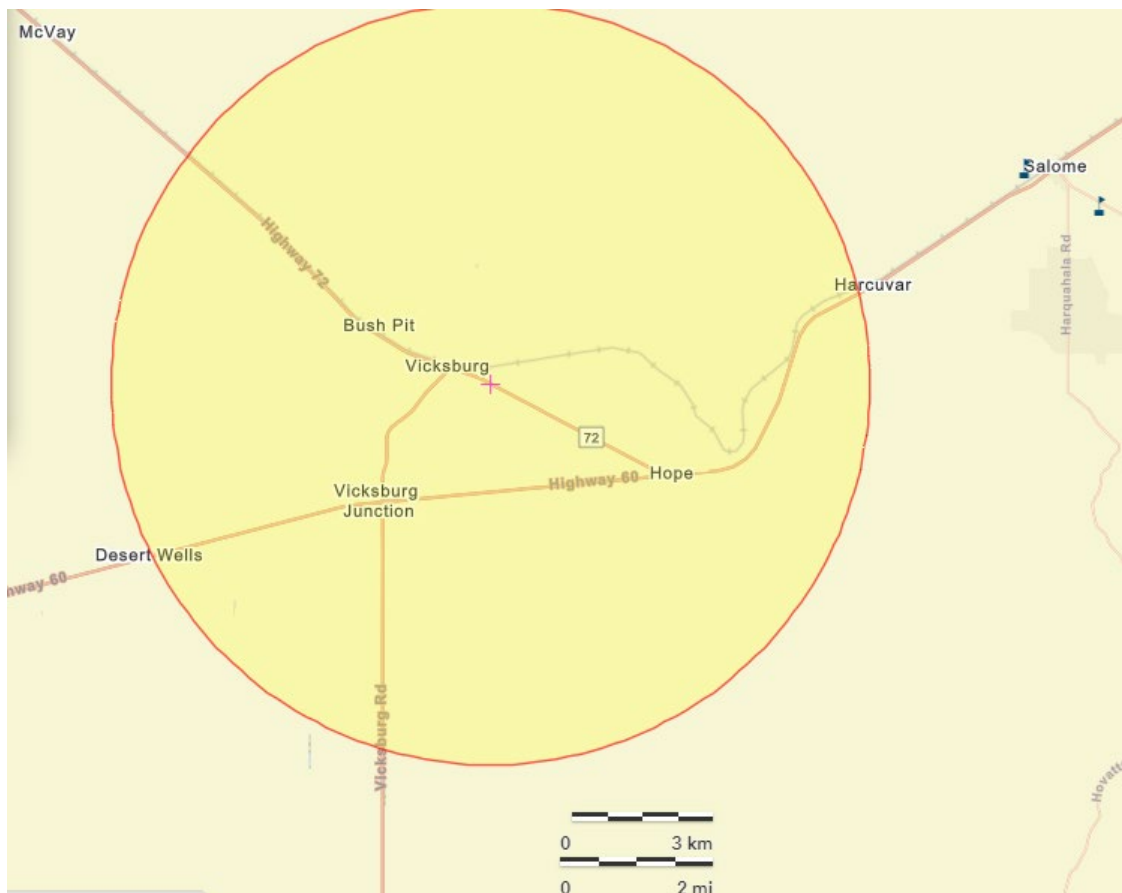 McVay
Salome
Highway 72
Harquahala Rd
Harcuvar
Bush Pit
Vicksburg
72
Hope
Highway 60
Vicksburg
Junction
Desert Wells
hway 60
Vicksburg Rd
Hovatt
0 3 km
0 2 mi